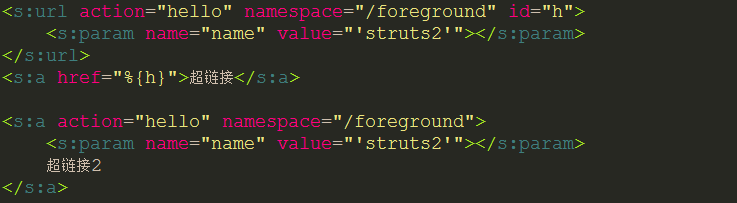 <s:url action="hello" namespace="/foreground" id="h">
    <s:param name="name" value="'struts2'"></s:param>
</s:url>
<s:a href="%{h}">超链接</s:a>

<s:a action="hello" namespace="/foreground">
    <s:param name="name" value="'struts2'"></s:param>
    超链接2
</s:a>